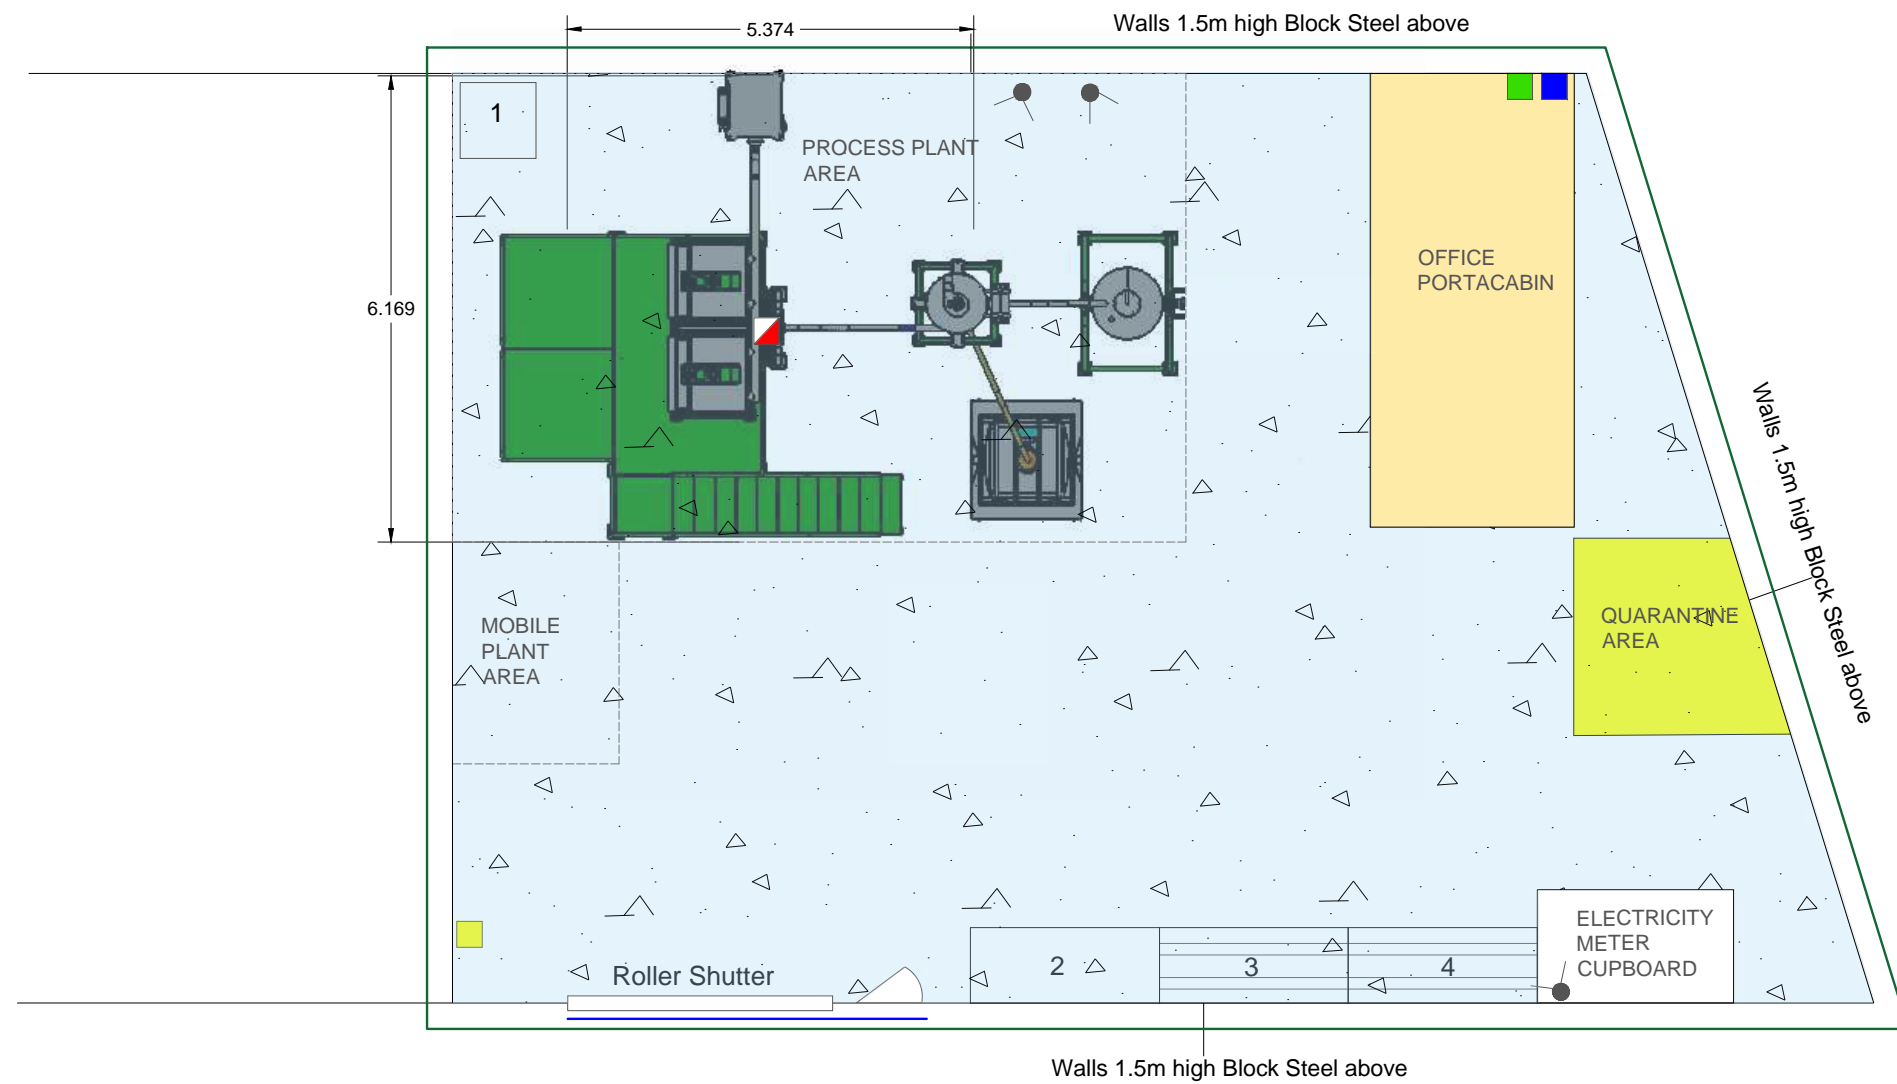 Walls 1.5m high Block Steel above
5.374
1
PROCESS PLANT
AREA
OFFICE
PORTACABIN
6.169
Walls 1.5m high Block Steel above
QUARANTINE
AREA
MOBILE
PLANT
AREA
ELECTRICITY
METER
CUPBOARD
Roller Shutter
2
3
4
Walls 1.5m high Block Steel above